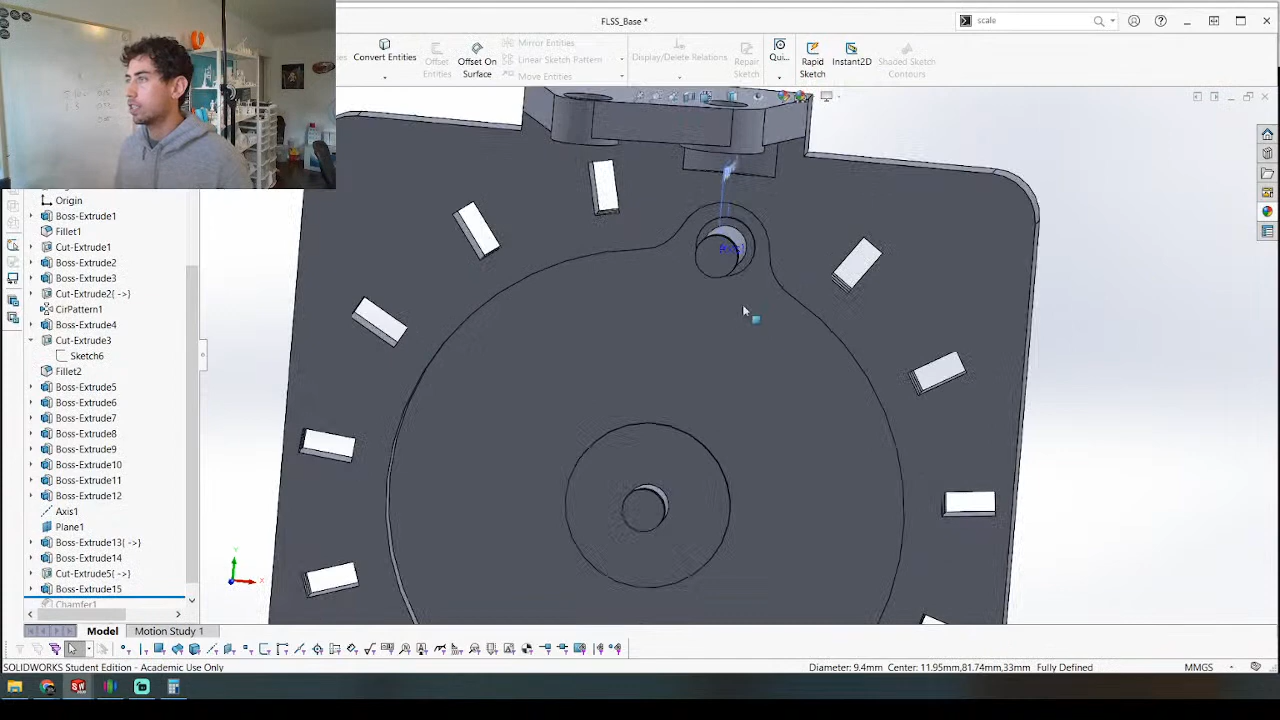 FLSS_Base *
scale
Convert Entities
Offset Entities
Offset On Surface
Mirror Entities
Linear Sketch Pattern
Move Entities
Display/Delete Relations
Repair Sketch
Qui...
Rapid Sketch
Instant2D
Shaded Sketch Contours
Origin
Boss-Extrude1
Fillet1
Cut-Extrude1
Boss-Extrude2
Boss-Extrude3
Cut-Extrude2{ ->}
CirPattern1
Boss-Extrude4
Cut-Extrude3
Sketch6
Fillet2
Boss-Extrude5
Boss-Extrude6
Boss-Extrude7
Boss-Extrude8
Boss-Extrude9
Boss-Extrude10
Boss-Extrude11
Boss-Extrude12
Axis1
Plane1
Boss-Extrude13{ ->}
Boss-Extrude14
Cut-Extrude5{ ->}
Boss-Extrude15
Chamfer1
Model
Motion Study 1
SOLIDWORKS Student Edition - Academic Use Only
Diameter: 9.4mm Center: 11.95mm,81.74mm,33mm Fully Defined
MMGS